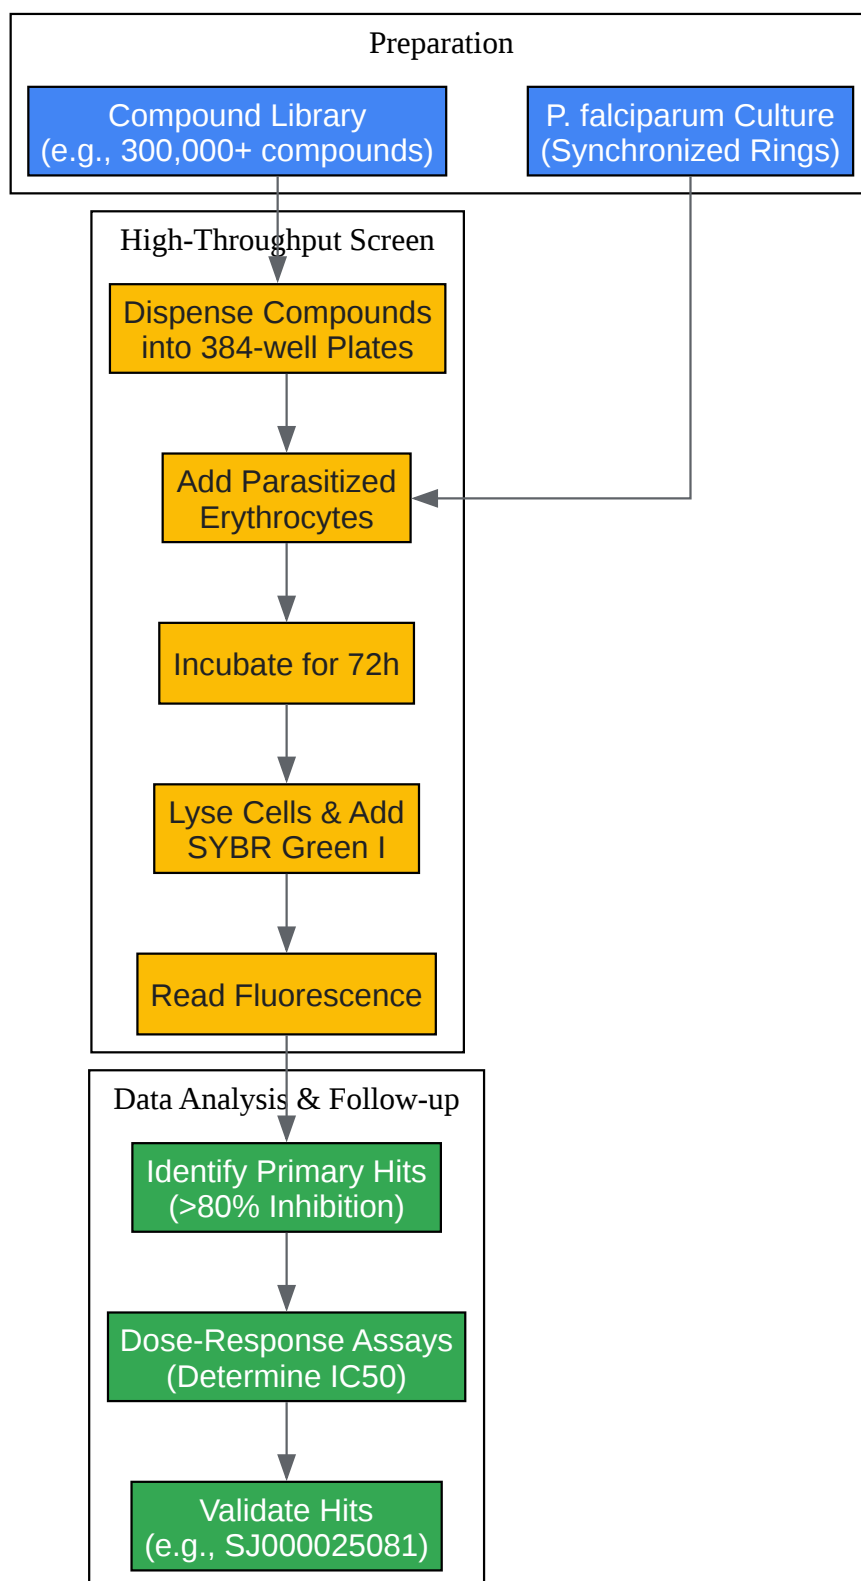 Preparation
Compound Library
(e.g., 300,000+ compounds)
P. falciparum Culture
(Synchronized Rings)
High-Throughput Screen
Dispense Compounds
into 384-well Plates
Add Parasitized
Erythrocytes
Incubate for 72h
Lyse Cells & Add
SYBR Green I
Read Fluorescence
Data Analysis & Follow-up
Identify Primary Hits
(>80% Inhibition)
Dose-Response Assays
(Determine IC50)
Validate Hits
(e.g., SJ000025081)